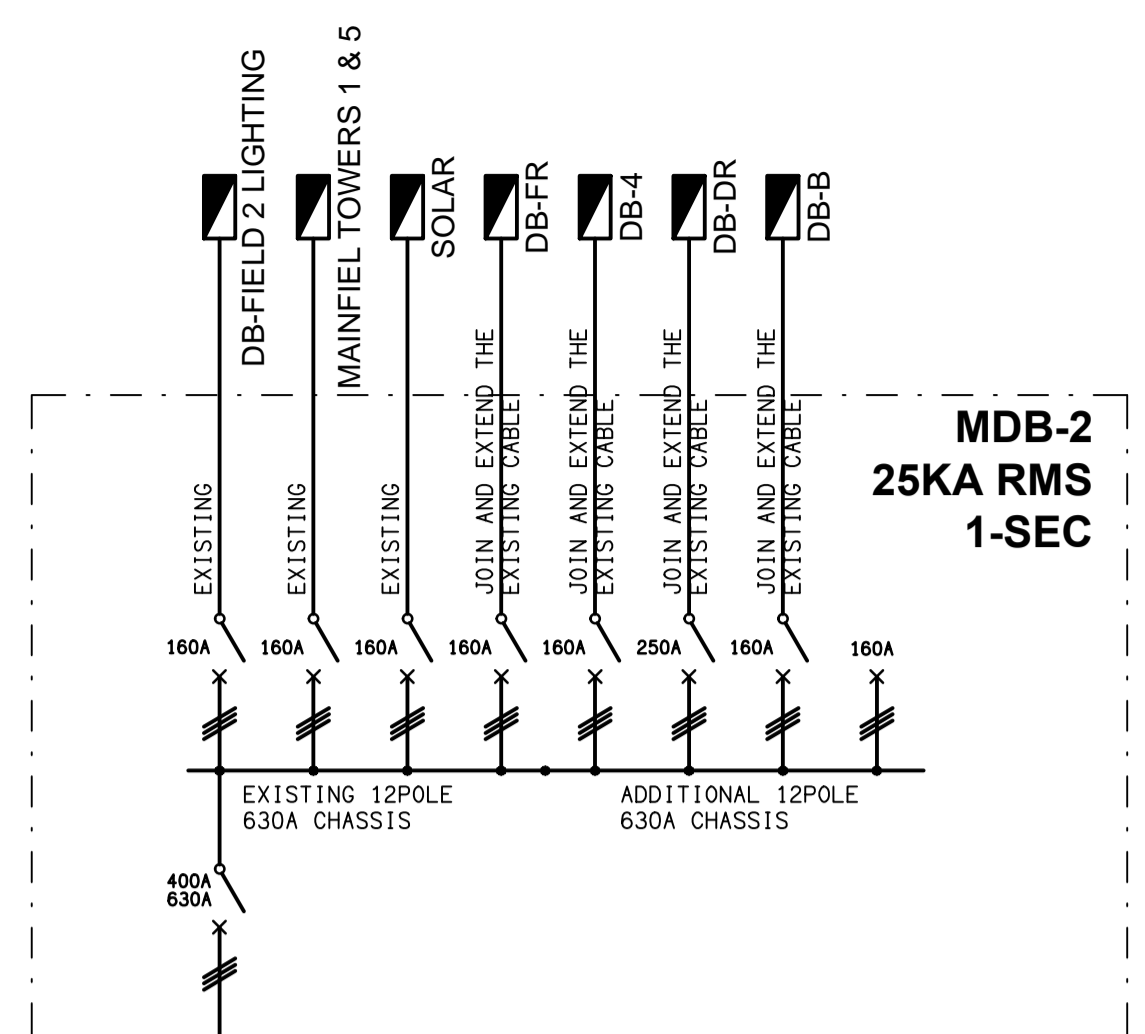 DB-FIELD 2 LIGHTING
MAINFIEL TOWERS 1 & 5
SOLAR
DB-FR
DB-4
DB-DR
DB-B
EXISTING
EXISTING
EXISTING
JOIN AND EXTEND THE
EXISTING CABLE
JOIN AND EXTEND THE
EXISTING CABLE
JOIN AND EXTEND THE
EXISTING CABLE
JOIN AND EXTEND THE
EXISTING CABLE
MDB-2
25KA RMS
1-SEC
160A
160A
160A
160A
160A
250A
160A
160A
EXISTING 12POLE
630A CHASSIS
ADDITIONAL 12POLE
630A CHASSIS
400A
630A